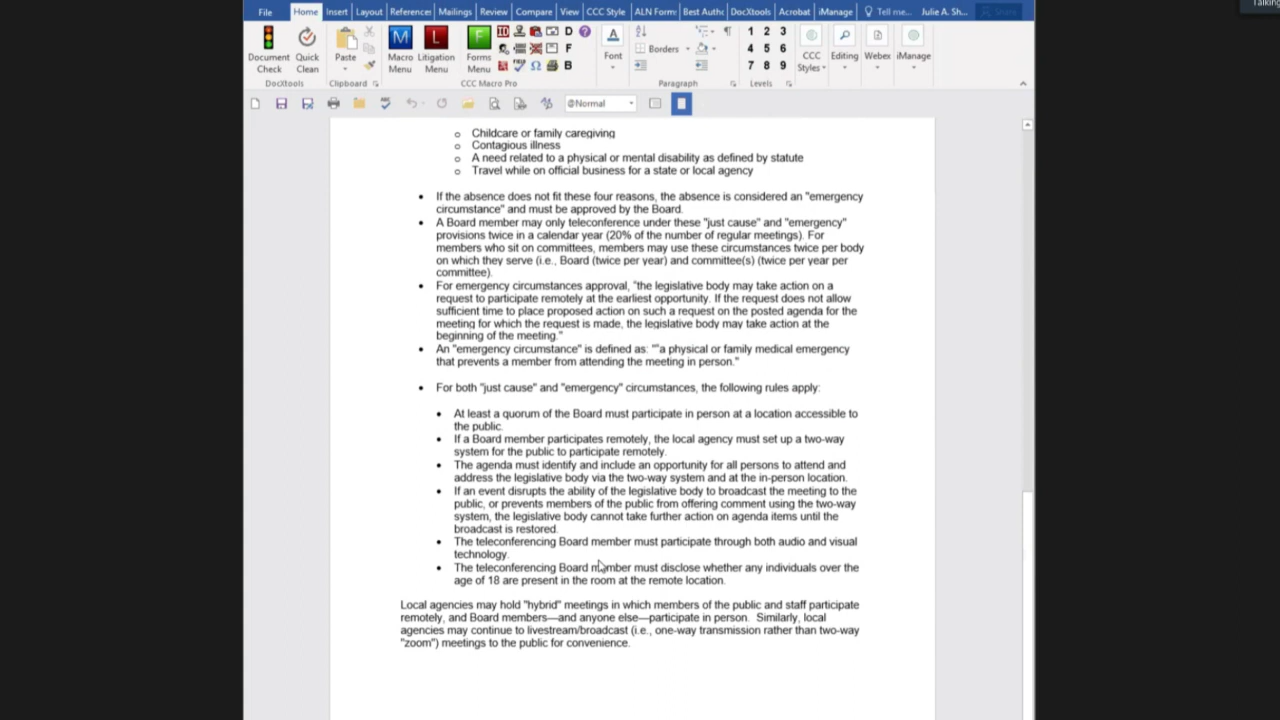 Talking
File Home Insert Layout References Mailings Review Compare View CCC Style ALN Forms Best Autho DocXtools Acrobat iManage Tell me... Julie A. Sh... Share
Document Check
Quick Clean
Paste
Macro Menu
Litigation Menu
Forms Menu
ID D
F
Ω B
Font
Borders
1 2 3
4 5 6
7 8 9
CCC Styles
Editing
Webex
iManage
DocXtools Clipboard CCC Macro Pro Paragraph Levels
@Normal
o Childcare or family caregiving
o Contagious illness
o A need related to a physical or mental disability as defined by statute
o Travel while on official business for a state or local agency
• If the absence does not fit these four reasons, the absence is considered an "emergency
circumstance" and must be approved by the Board.
• A Board member may only teleconference under these "just cause" and "emergency"
provisions twice in a calendar year (20% of the number of regular meetings). For
members who sit on committees, members may use these circumstances twice per body
on which they serve (i.e., Board (twice per year) and committee(s) (twice per year per
committee).
• For emergency circumstances approval, "the legislative body may take action on a
request to participate remotely at the earliest opportunity. If the request does not allow
sufficient time to place proposed action on such a request on the posted agenda for the
meeting for which the request is made, the legislative body may take action at the
beginning of the meeting."
• An "emergency circumstance" is defined as: ""a physical or family medical emergency
that prevents a member from attending the meeting in person."
• For both "just cause" and "emergency" circumstances, the following rules apply:
• At least a quorum of the Board must participate in person at a location accessible to
the public.
• If a Board member participates remotely, the local agency must set up a two-way
system for the public to participate remotely.
• The agenda must identify and include an opportunity for all persons to attend and
address the legislative body via the two-way system and at the in-person location.
• If an event disrupts the ability of the legislative body to broadcast the meeting to the
public, or prevents members of the public from offering comment using the two-way
system, the legislative body cannot take further action on agenda items until the
broadcast is restored.
• The teleconferencing Board member must participate through both audio and visual
technology.
• The teleconferencing Board member must disclose whether any individuals over the
age of 18 are present in the room at the remote location.
Local agencies may hold "hybrid" meetings in which members of the public and staff participate
remotely, and Board members—and anyone else—participate in person. Similarly, local
agencies may continue to livestream/broadcast (i.e., one-way transmission rather than two-way
"zoom") meetings to the public for convenience.